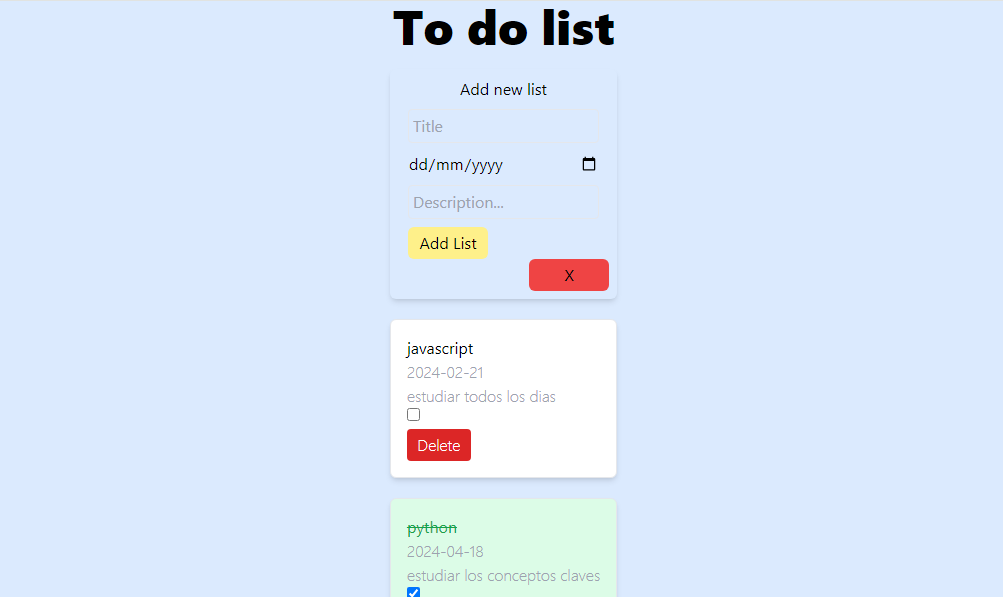 To do list
Add new list
Title
dd/mm/yyyy
Description...
Add List
X
javascript
2024-02-21
estudiar todos los dias
Delete
python
2024-04-18
estudiar los conceptos claves